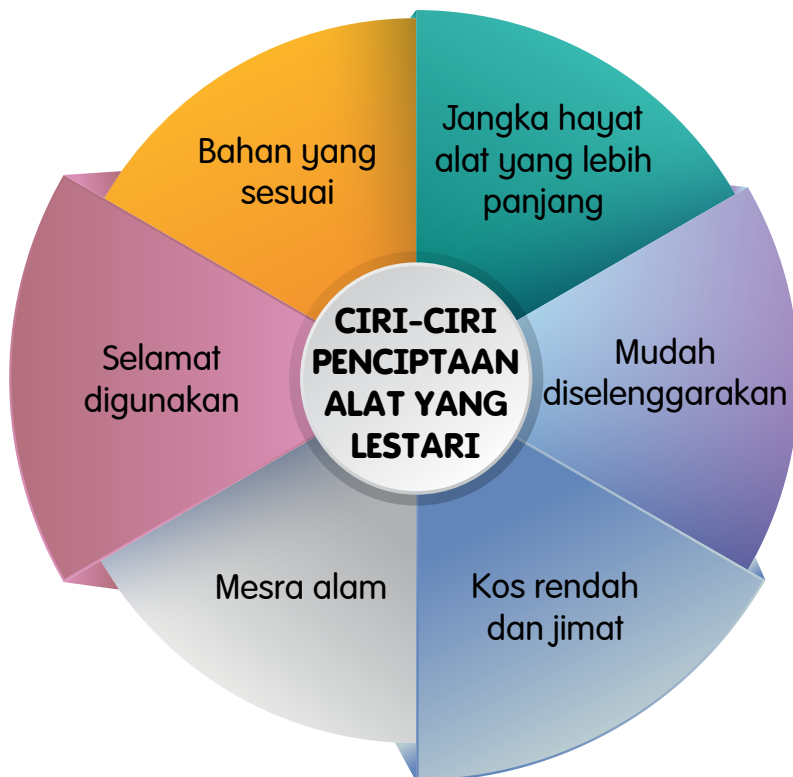 CIRI-CIRI
PENCIPTAAN
ALAT YANG
LESTARI
Jangka hayat
alat yang lebih
panjang
Mudah
diselenggarakan
Kos rendah
dan jimat
Mesra alam
Selamat
digunakan
Bahan yang
sesuai